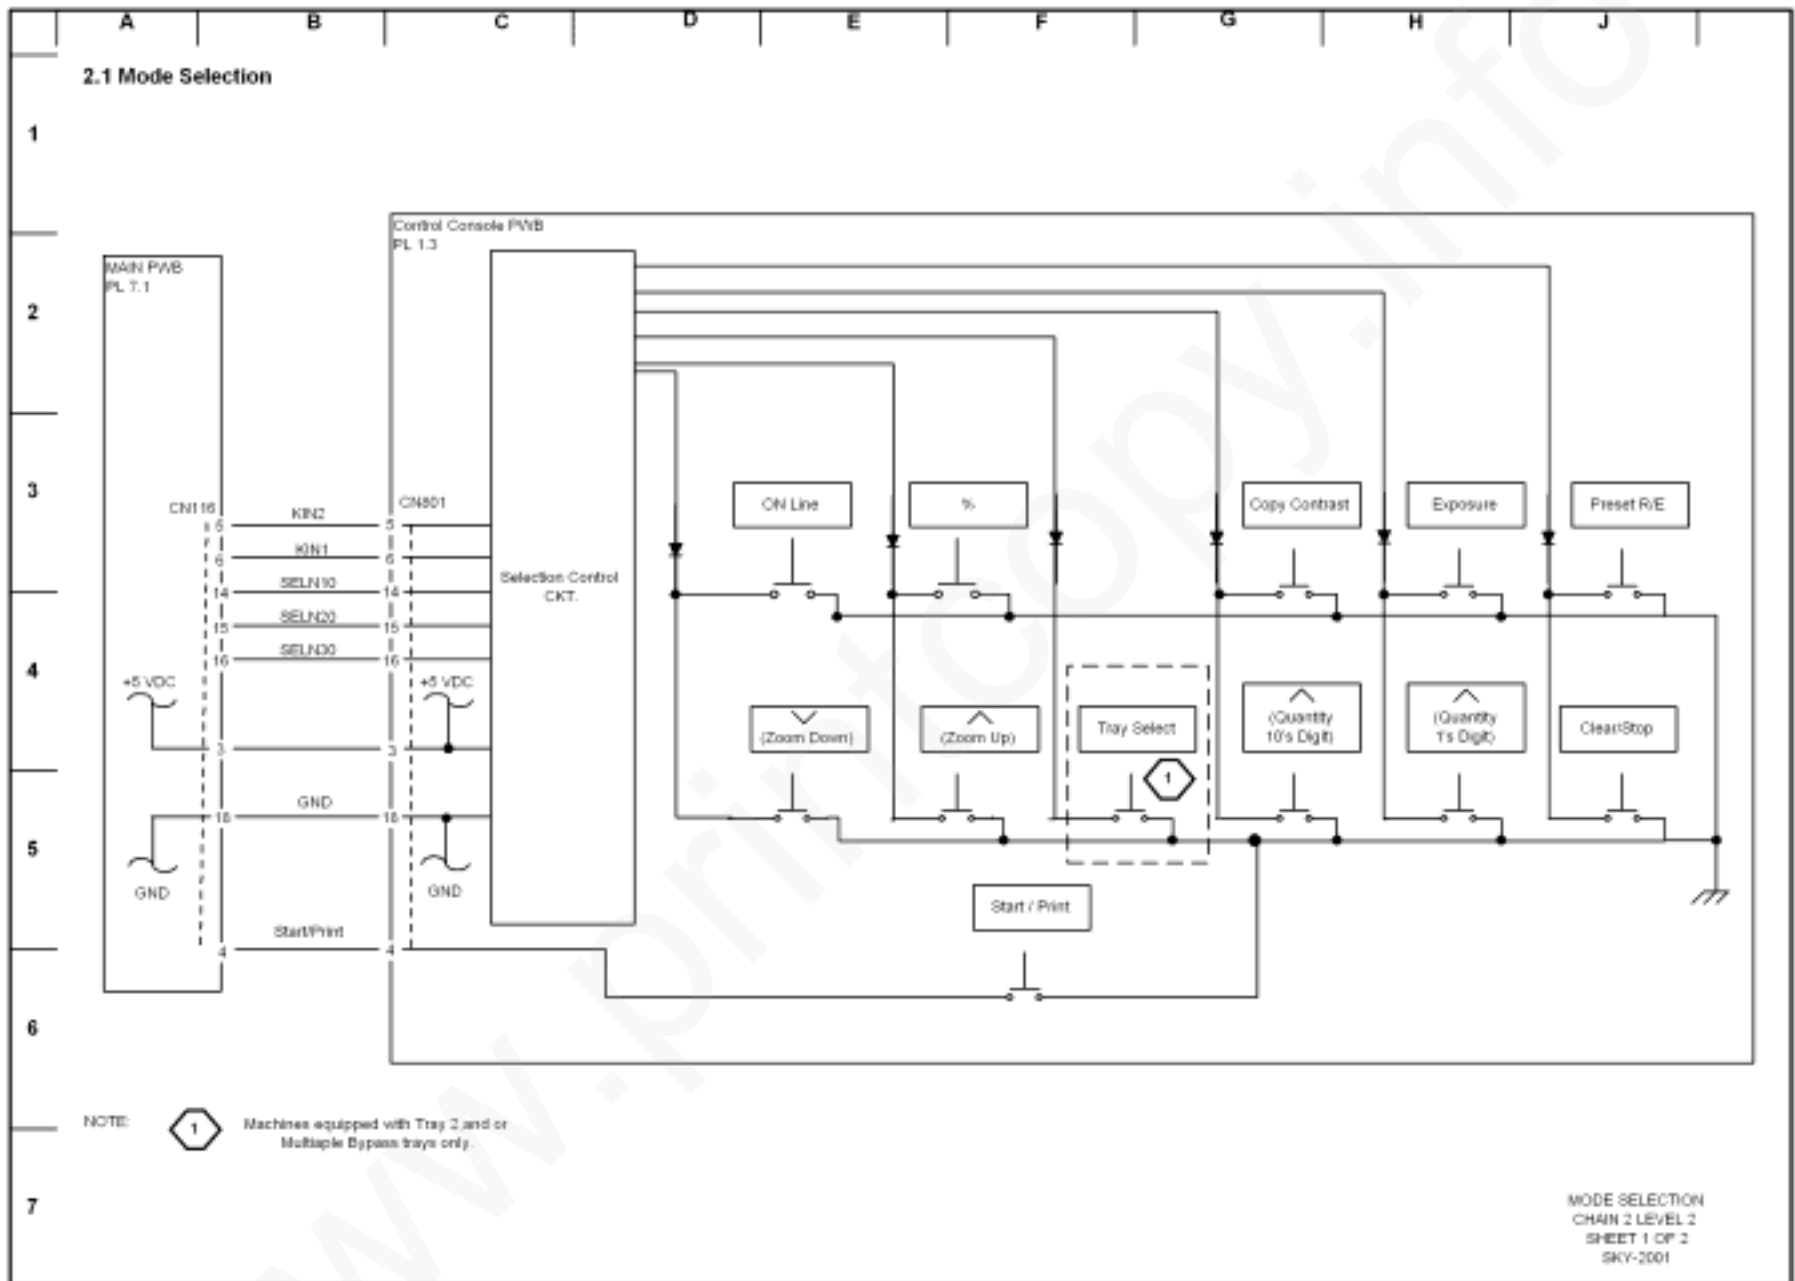 A B C D E F G H J
2.1 Mode Selection
1
Control Console PWB
PL 1.3
MAIN PWB
PL 7.1
2
3
ON Line
%
Copy Contrast
Exposure
Preset R/E
CN116
CN801
5 KIN2 5
6 KIN1 6
14 SELN10 14
15 SELN20 15
16 SELN30 16
Selection Control
CKT.
4
+5 VDC
+5 VDC
3 3
(Zoom Down)
(Zoom Up)
Tray Select
1
(Quantity
10's Digit)
(Quantity
1's Digit)
Clear/Stop
GND
18 18
5
GND
GND
Start / Print
4 Start/Print 4
6
NOTE:
1
Machines equipped with Tray 2,and or
Multiaple Bypass trays only.
7
MODE SELECTION
CHAIN 2 LEVEL 2
SHEET 1 OF 2
SKY-2001
www.printcopy.info